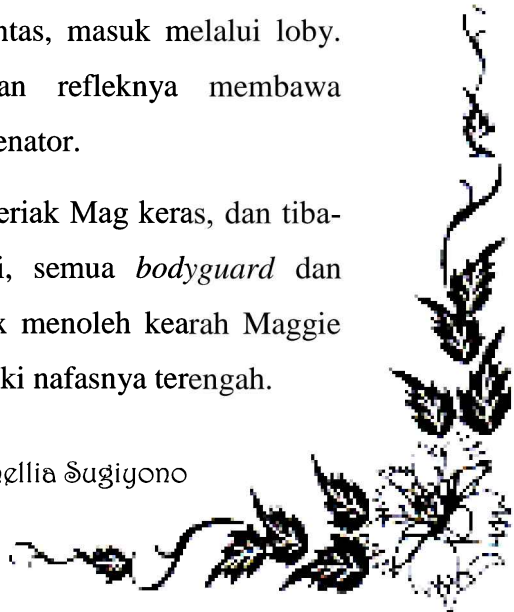 ntas, masuk melalui loby.
an refleknya membawa
enator.
eriak Mag keras, dan tiba-
i, semua bodyguard dan
k menoleh kearah Maggie
ki nafasnya terengah.
nellia Sugiyono